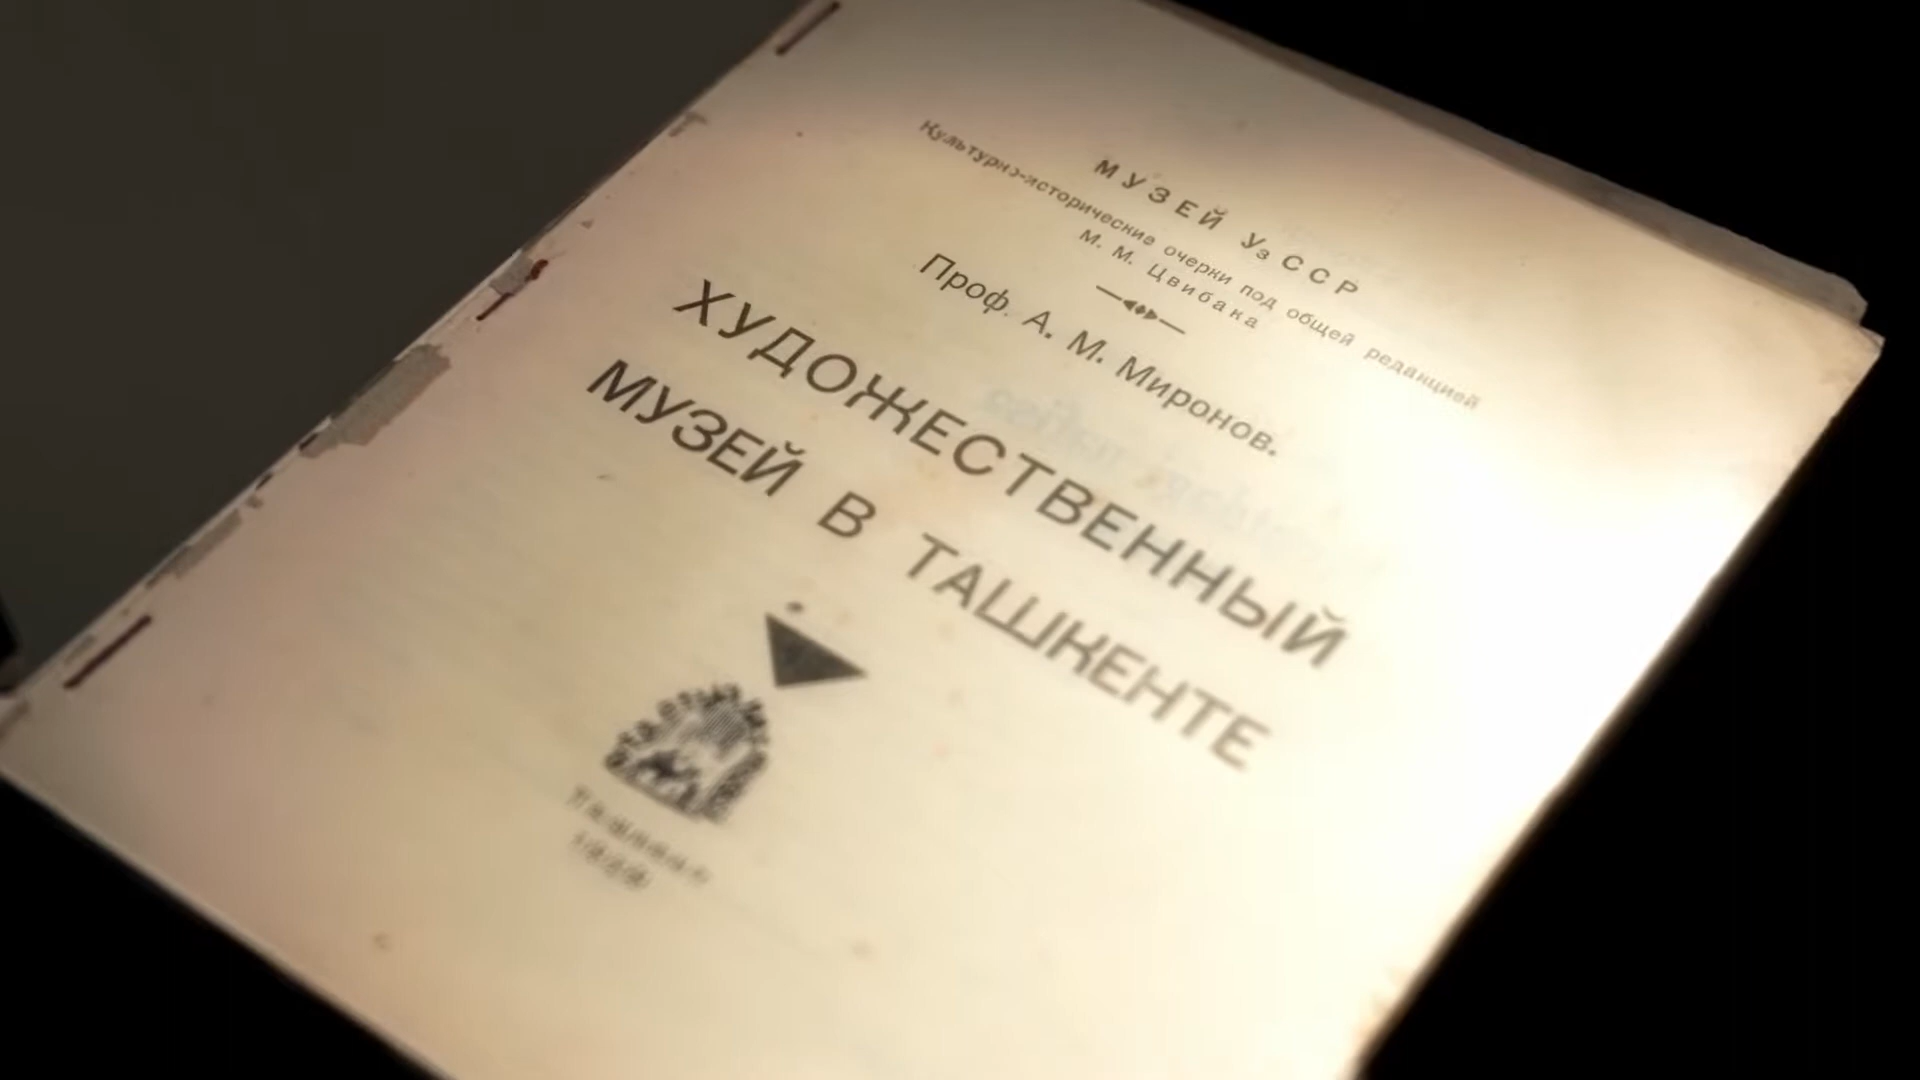 МУЗЕЙ УзССР
Культурно-исторические очерки под общей редакцией
М. М. Цвибака
Проф. А. М. Миронов.
ХУДОЖЕСТВЕННЫЙ
МУЗЕЙ В ТАШКЕНТЕ